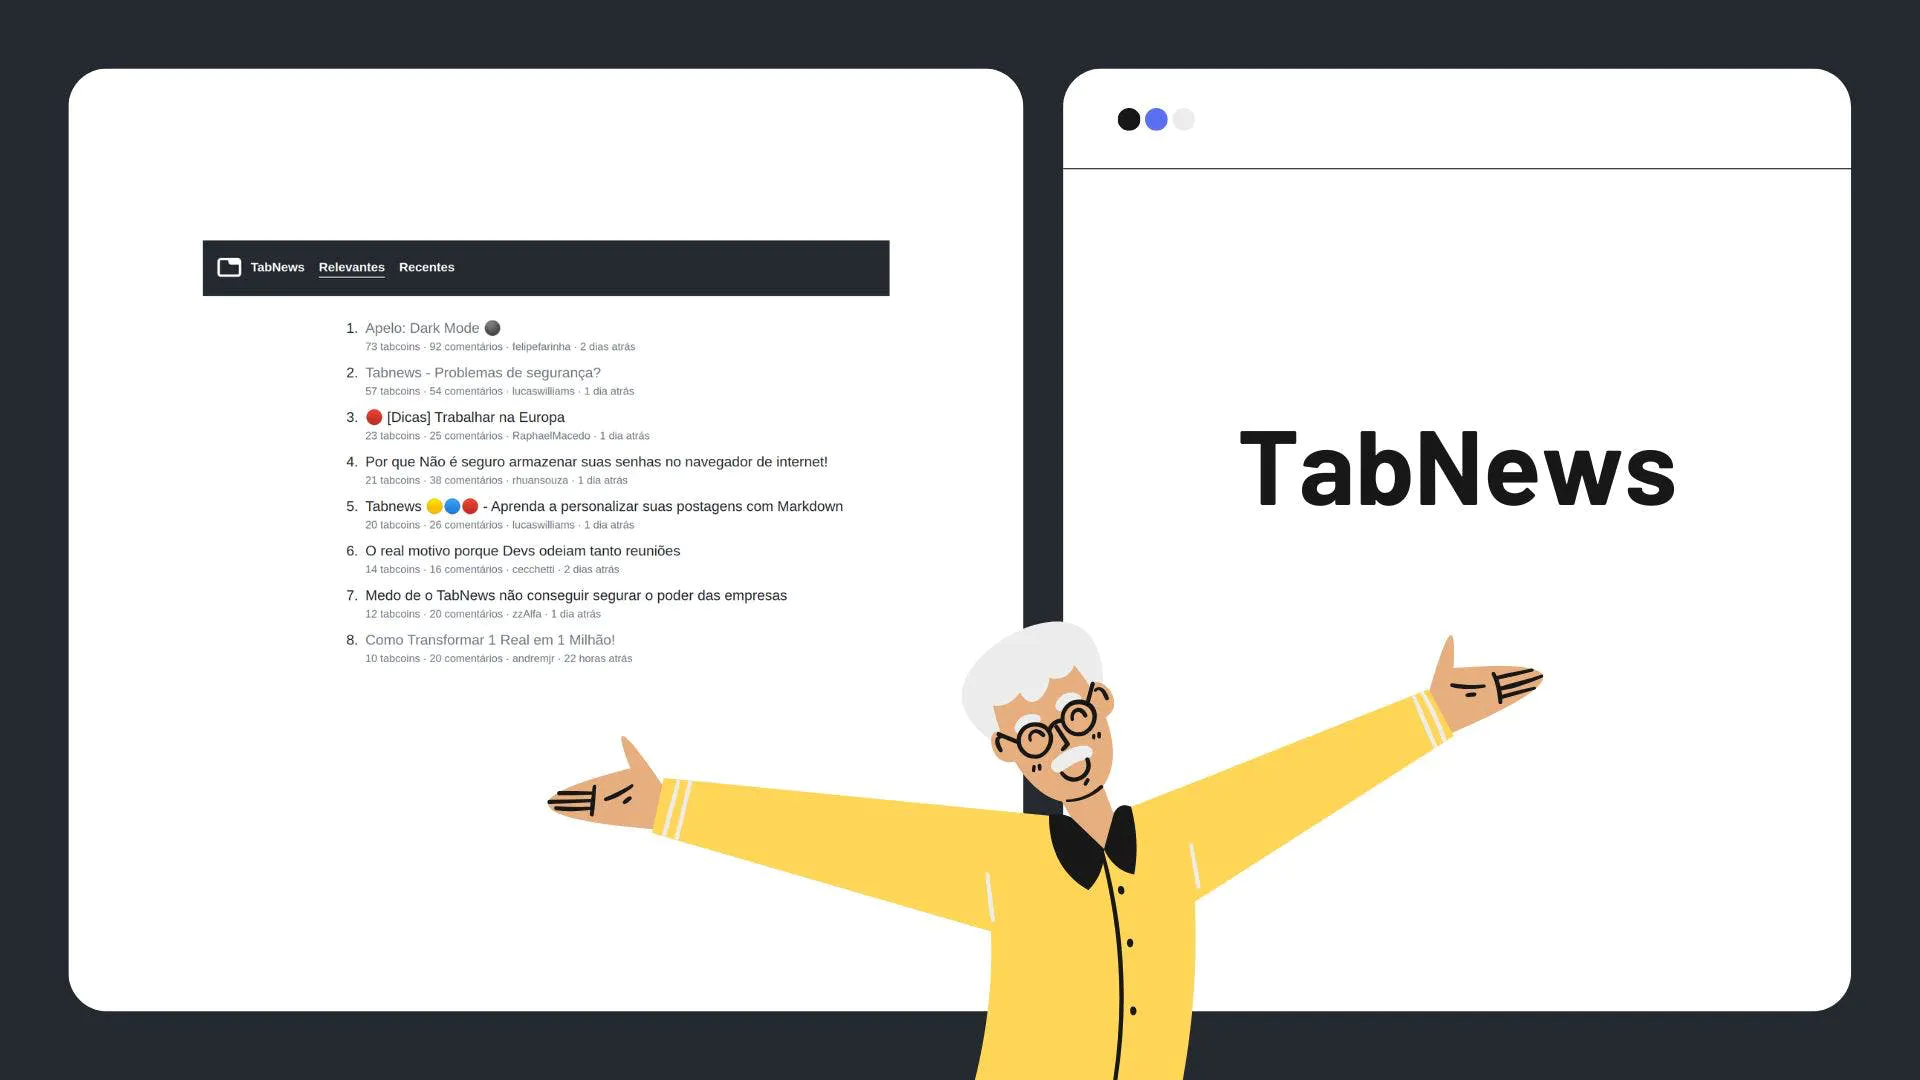 TabNews Relevantes Recentes
1. Apelo: Dark Mode
73 tabcoins · 92 comentários · felipefarinha · 2 dias atrás
2. Tabnews - Problemas de segurança?
57 tabcoins · 54 comentários · lucaswilliams · 1 dia atrás
3. 🔴 [Dicas] Trabalhar na Europa
23 tabcoins · 25 comentários · RaphaelMacedo · 1 dia atrás
4. Por que Não é seguro armazenar suas senhas no navegador de internet!
21 tabcoins · 38 comentários · rhuansouza · 1 dia atrás
5. Tabnews 🟡🔵🔴 - Aprenda a personalizar suas postagens com Markdown
20 tabcoins · 26 comentários · lucaswilliams · 1 dia atrás
6. O real motivo porque Devs odeiam tanto reuniões
14 tabcoins · 16 comentários · cecchetti · 2 dias atrás
7. Medo de o TabNews não conseguir segurar o poder das empresas
12 tabcoins · 20 comentários · zzAlfa · 1 dia atrás
8. Como Transformar 1 Real em 1 Milhão!
10 tabcoins · 20 comentários · andremjr · 22 horas atrás
TabNews